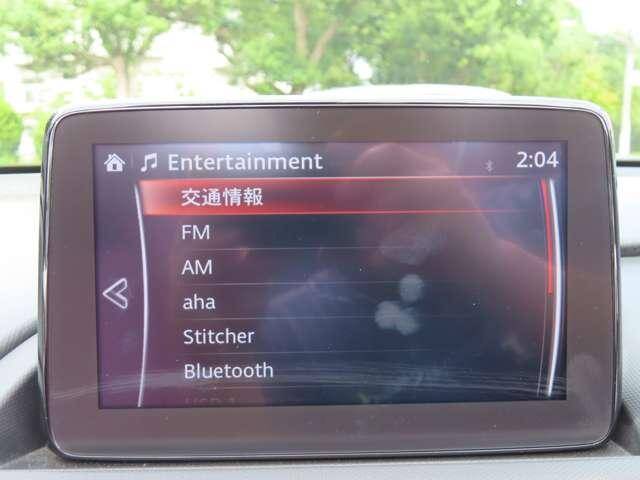 Entertainment 2:04
交通情報
FM
AM
aha
Stitcher
Bluetooth